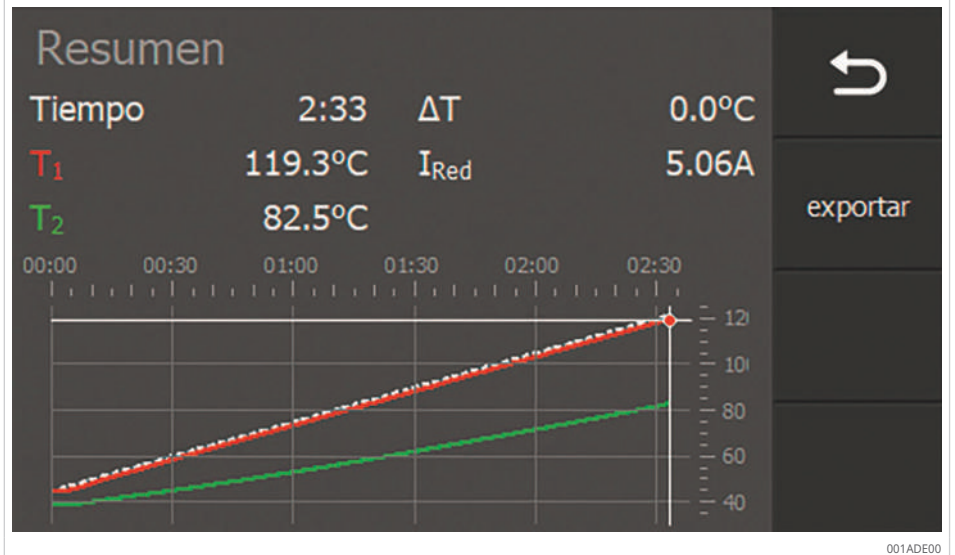 Resumen
Tiempo 2:33 ΔT 0.0°C
T1 119.3°C IRed 5.06A
T2 82.5°C
exportar
00:00 00:30 01:00 01:30 02:00 02:30
80
60
40
001ADE00